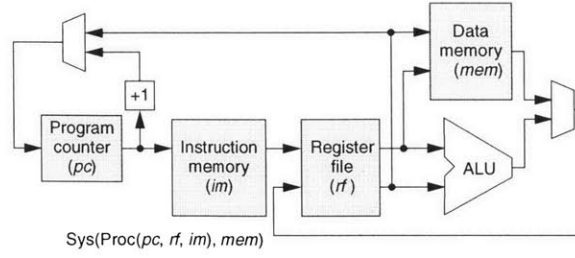 Data
memory
(mem)
+1
Program
counter
(pc)
Instruction
memory
(im)
Register
file
(rf)
ALU
Sys(Proc(pc, rf, im), mem)